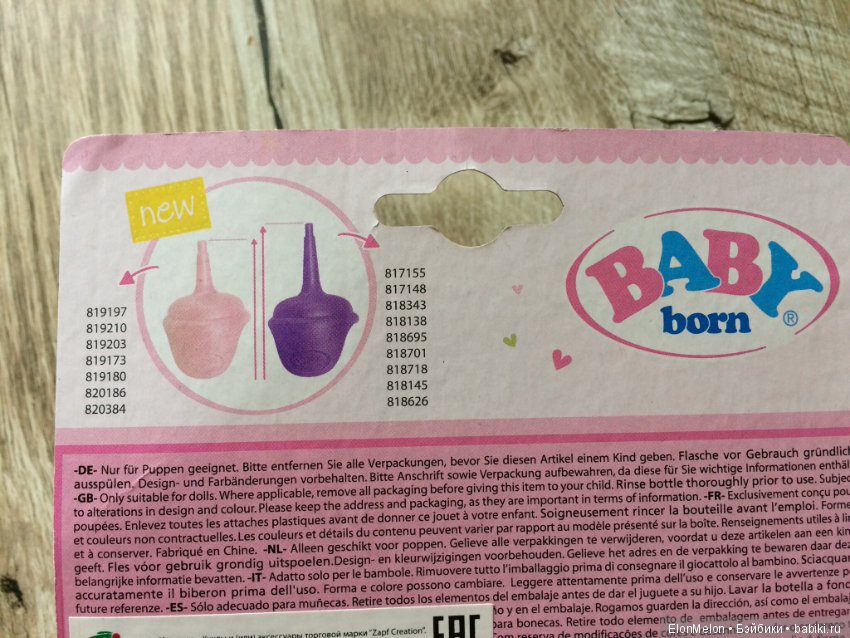 new
819197
819210
819203
819173
819180
820186
820384
817155
817148
818343
818138
818695
818701
818718
818145
818626
BABY
born®
-DE- Nur für Puppen geeignet. Bitte entfernen Sie alle Verpackungen, bevor Sie diesen Artikel einem Kind geben. Flasche vor Gebrauch gründlich
ausspülen, Design- und Farbänderungen vorbehalten. Bitte Anschrift sowie Verpackung aufbewahren, da diese für Sie wichtige Informationen enthäl
-GB- Only suitable for dolls. Where applicable, remove all packaging before giving this item to your child. Rinse bottle thoroughly prior to use. Subjec
to alterations in design and colour. Please keep the address and packaging, as they are important in terms of information. -FR- Exclusivement conçu pou
poupées. Enlevez toutes les attaches plastiques avant de donner ce jouet à votre enfant. Soigneusement rincer la bouteille avant l'emploi. Forme
et couleurs non contractuelles. Les couleurs et détails du contenu peuvent varier par rapport au modèle présenté sur la boîte. Renseignements utiles à lir
et à conserver. Fabriqué en Chine. -NL- Alleen geschikt voor poppen. Gelieve alle verpakkingen te verwijderen, voordat u deze artikelen aan een kin
geeft. Fles vóór gebruik grondig uitspoelen. Design- en kleurwijzigingen voorbehouden. Gelieve het adres en de verpakking te bewaren daar dez
belangrijke informatie bevatten. -IT- Adatto solo per le bambole. Rimuovere tutto l'imballaggio prima di consegnare il giocattolo al bambino. Sciacqua
accuratamente il biberon prima dell'uso. Forma e colore possono cambiare. Leggere attentamente prima dell'uso e conservare le avvertenze p
future referenze. -ES- Sólo adecuado para muñecas. Retire todos los elementos del embalaje antes de dar el juguete a su hijo. Lavar la botella a fon
y en el embalaje. Rogamos guarden la dirección, así como el embal
para bonecas. Retire todo elemento de embalagem antes de entregar
Com reserva de modificações de
аксессуары торговой марки "Zapf Creation".
EAC
ElonMelon • Бэйбики • babiki.ru